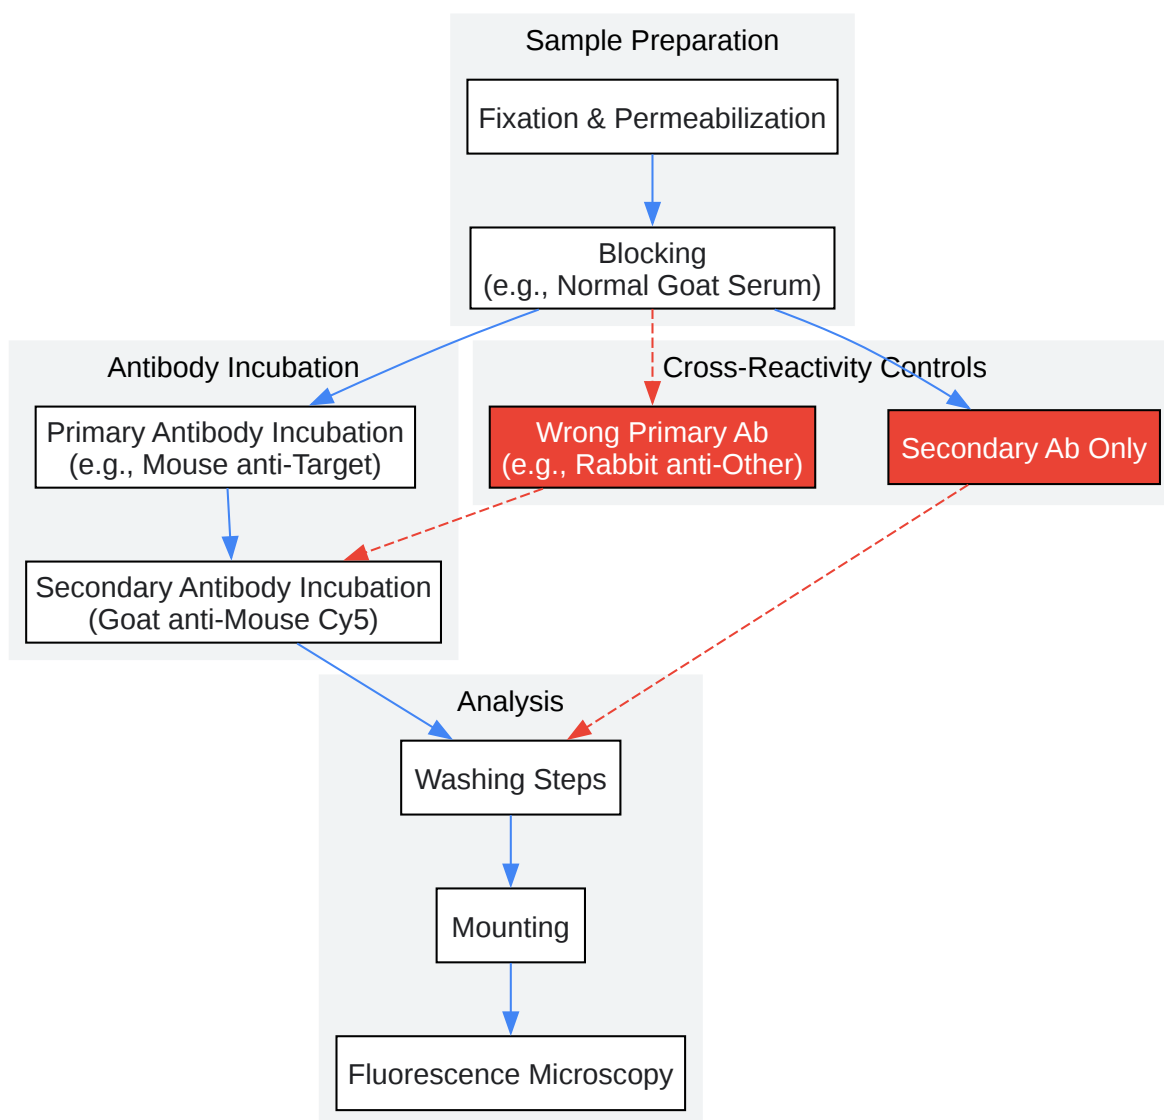 Sample Preparation
Fixation & Permeabilization
Blocking
(e.g., Normal Goat Serum)
Antibody Incubation
Cross-Reactivity Controls
Primary Antibody Incubation
(e.g., Mouse anti-Target)
Wrong Primary Ab
(e.g., Rabbit anti-Other)
Secondary Ab Only
Secondary Antibody Incubation
(Goat anti-Mouse Cy5)
Analysis
Washing Steps
Mounting
Fluorescence Microscopy